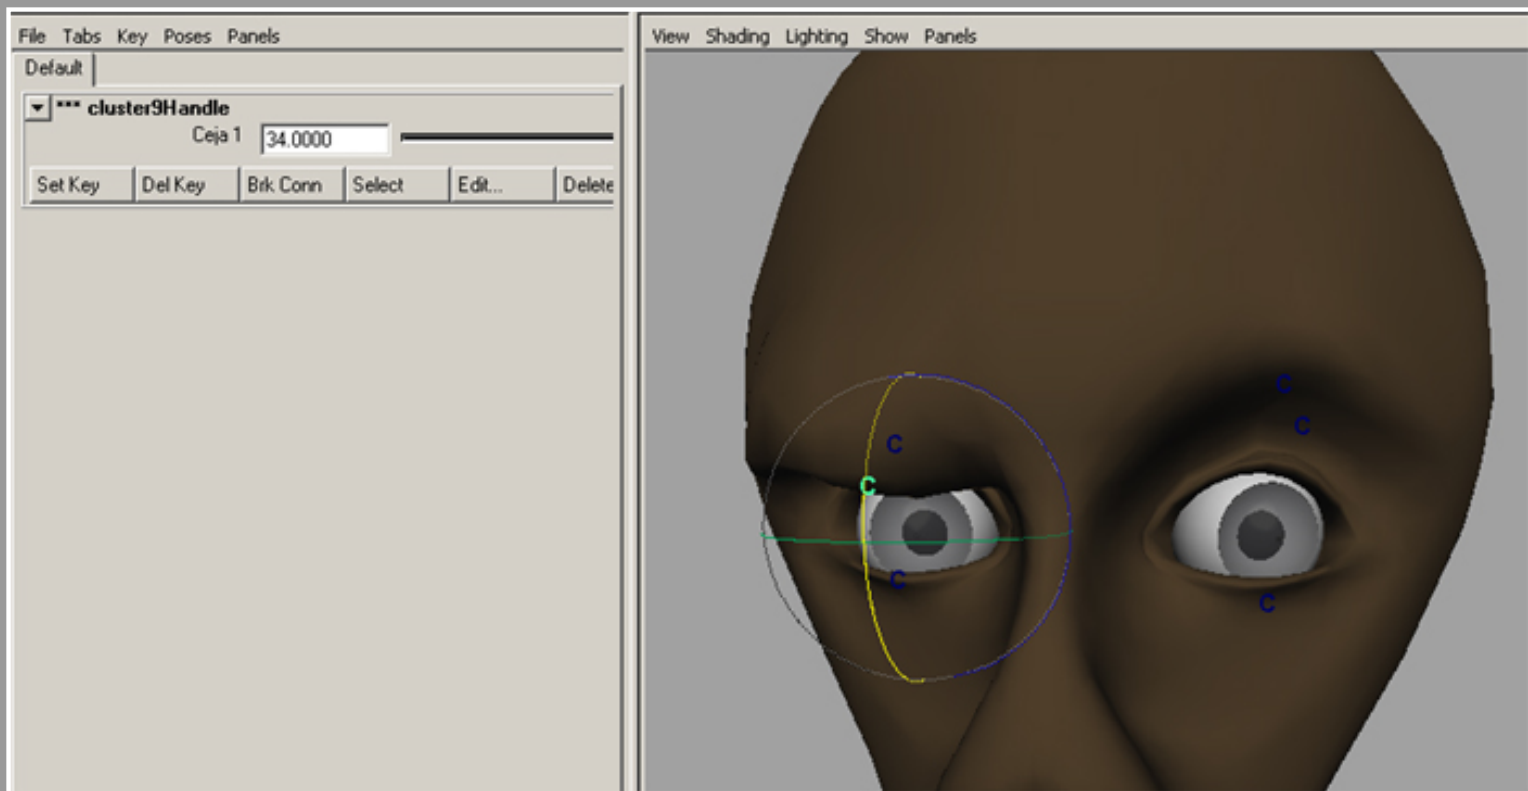 File Tabs Key Poses Panels
Default
*** cluster9Handle
Ceja 1 34.0000
Set Key Del Key Brk Conn Select Edit... Delete
View Shading Lighting Show Panels
C
C
C
C
C
C